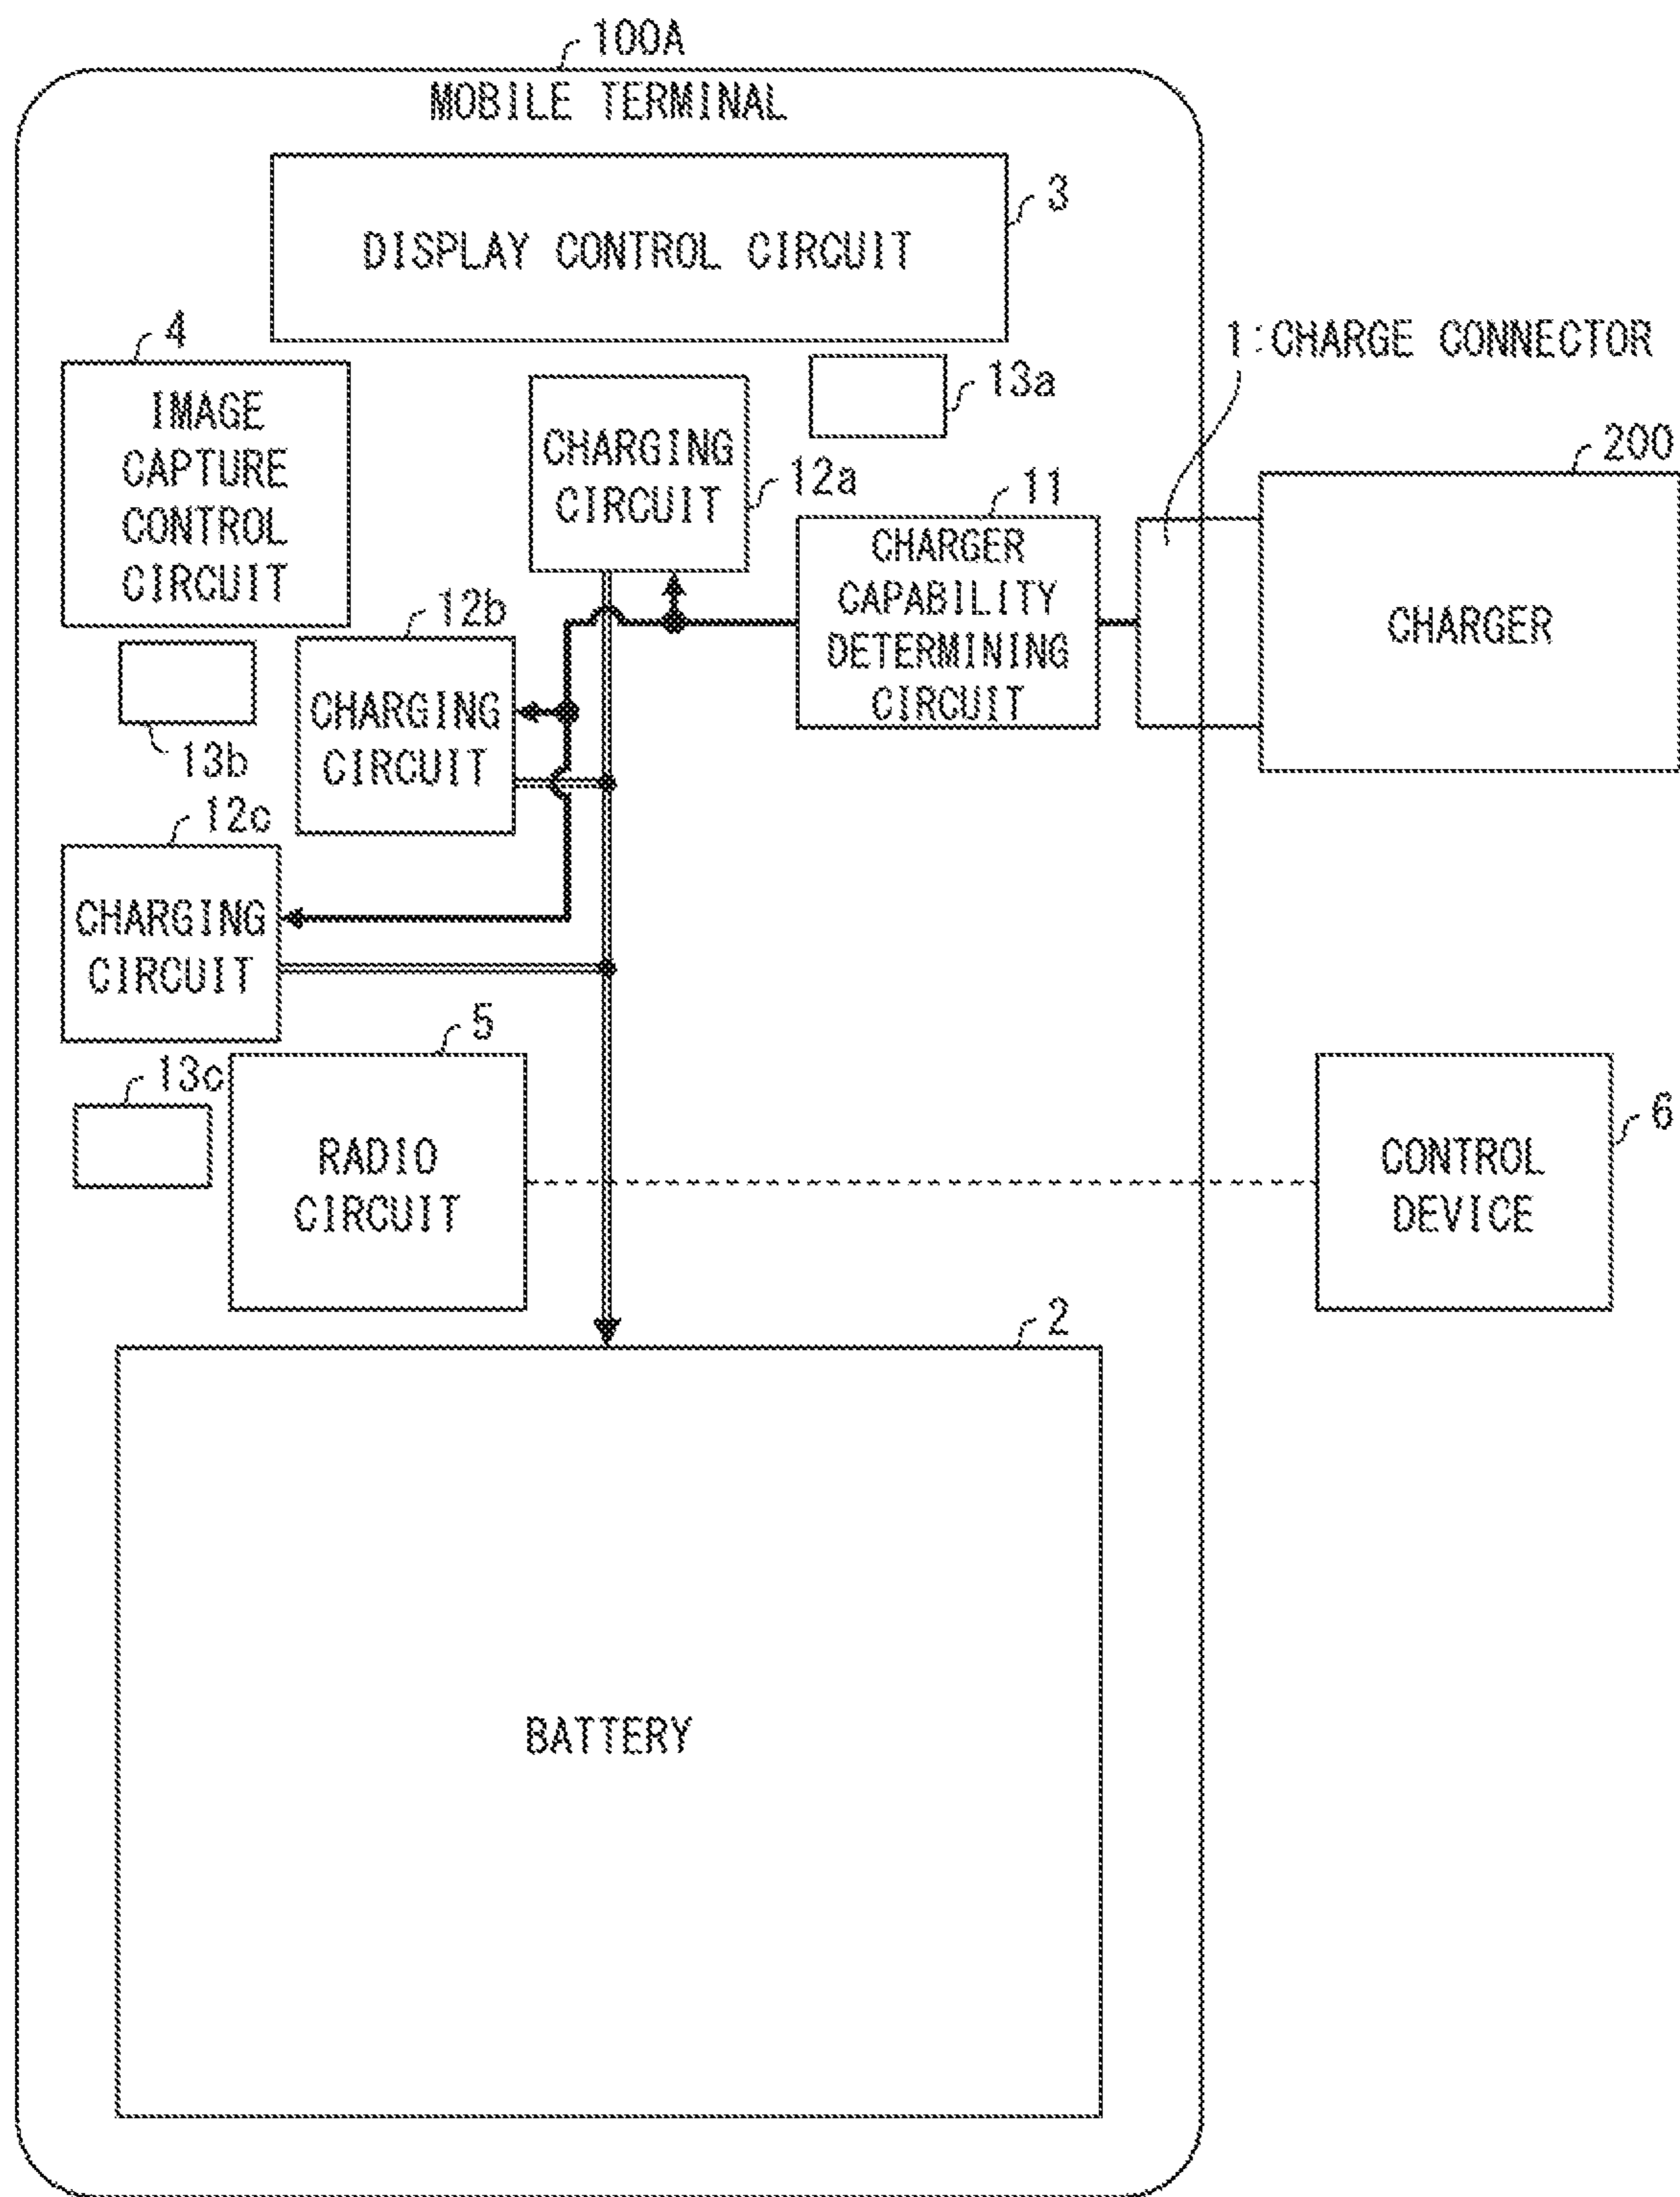 100A
MOBILE TERMINAL
3
DISPLAY CONTROL CIRCUIT
4
IMAGE
CAPTURE
CONTROL
CIRCUIT
13a
1:CHARGE CONNECTOR
CHARGING
CIRCUIT
12a
11
CHARGER
CAPABILITY
DETERMINING
CIRCUIT
200
CHARGER
12b
CHARGING
CIRCUIT
13b
12c
CHARGING
CIRCUIT
5
RADIO
CIRCUIT
13c
6
CONTROL
DEVICE
2
BATTERY